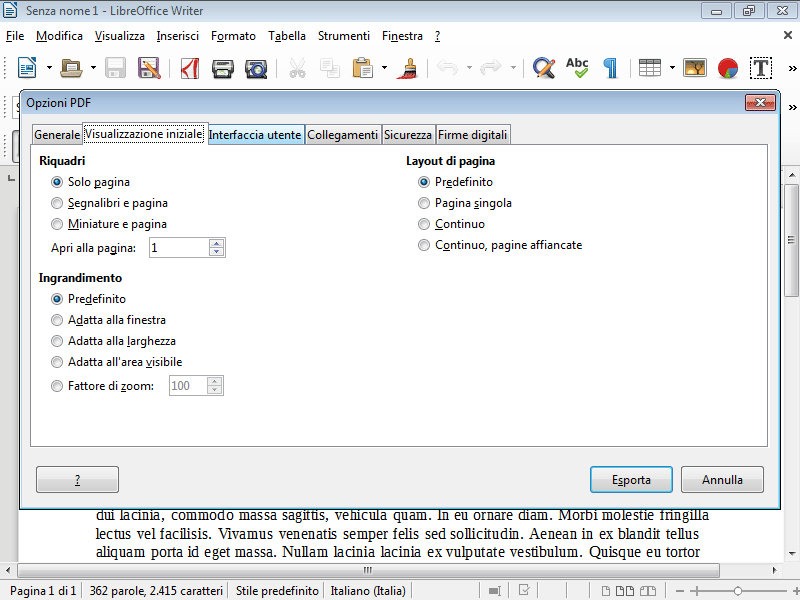 Senza nome 1 - LibreOffice Writer
File Modifica Visualizza Inserisci Formato Tabella Strumenti Finestra ?
Abc
T
Opzioni PDF
Generale Visualizzazione iniziale Interfaccia utente Collegamenti Sicurezza Firme digitali
Riquadri
Solo pagina
Segnalibri e pagina
Miniature e pagina
Apri alla pagina: 1
Ingrandimento
Predefinito
Adatta alla finestra
Adatta alla larghezza
Adatta all'area visibile
Fattore di zoom: 100
Layout di pagina
Predefinito
Pagina singola
Continuo
Continuo, pagine affiancate
? Esporta Annulla
dui lacinia, commodo massa sagittis, vehicula quam. In eu ornare diam. Morbi molestie fringilla
lectus vel facilisis. Vivamus venenatis semper felis sed sollicitudin. Aenean in ex blandit tellus
aliquam porta id eget massa. Nullam lacinia lacinia ex vulputate vestibulum. Quisque eu tortor
Pagina 1 di 1 362 parole, 2.415 caratteri Stile predefinito Italiano (Italia)